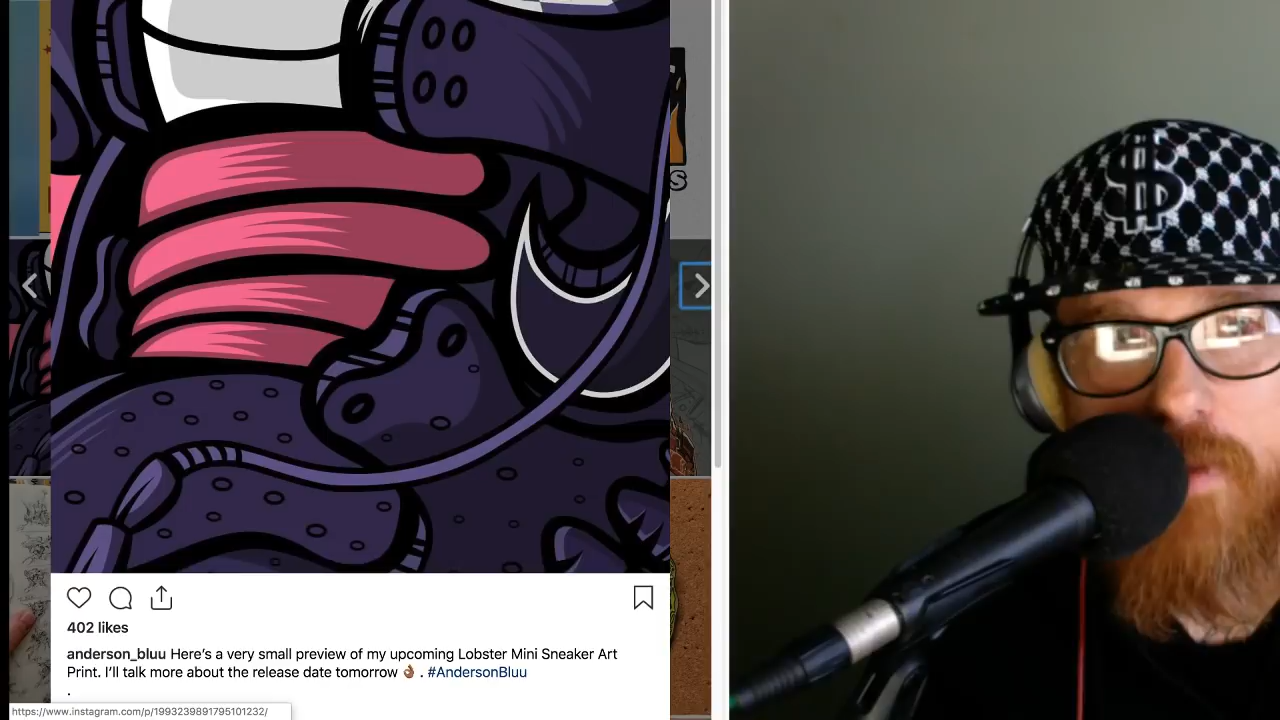 S
402 likes
anderson_bluu Here's a very small preview of my upcoming Lobster Mini Sneaker Art
Print. I'll talk more about the release date tomorrow 👌🏾 . #AndersonBluu
.
https://www.instagram.com/p/1993239891795101232/
$